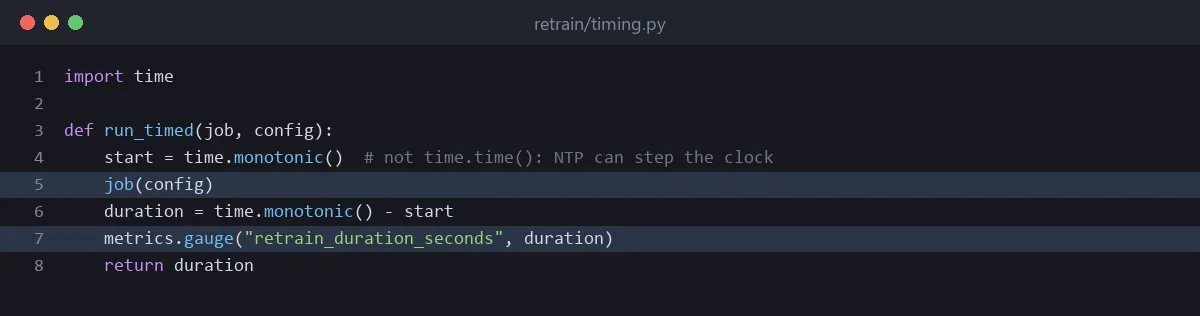 retrain/timing.py
1 import time
2
3 def run_timed(job, config):
4     start = time.monotonic()  # not time.time(): NTP can step the clock
5     job(config)
6     duration = time.monotonic() - start
7     metrics.gauge("retrain_duration_seconds", duration)
8     return duration